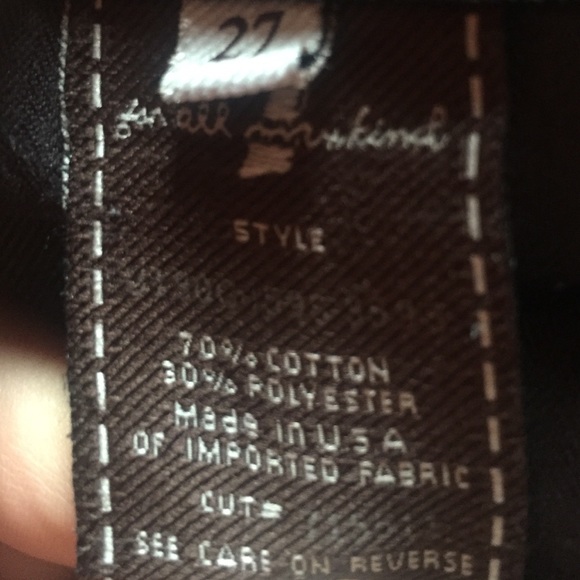 27
for all mankind
STYLE
70% COTTON
30% POLYESTER
Made in U.S.A
OF IMPORTED FABRIC
CUT#
SEE CARE ON REVERSE